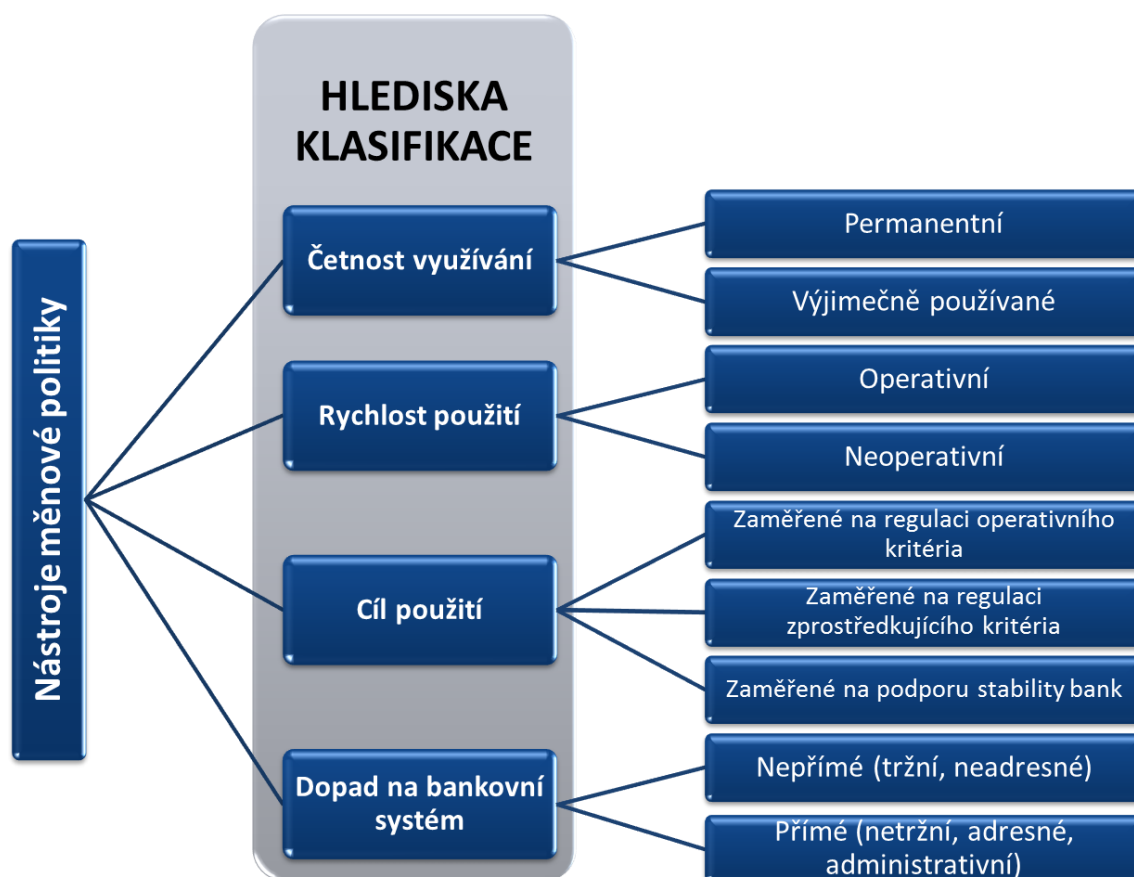 HLEDISKA
KLASIFIKACE
Nástroje měnové politiky
Četnost využívání
Permanentní
Výjimečně používané
Rychlost použití
Operativní
Neoperativní
Cíl použití
Zaměřené na regulaci operativního
kritéria
Zaměřené na regulaci
zprostředkujícího kritéria
Zaměřené na podporu stability bank
Dopad na bankovní
systém
Nepřímé (tržní, neadresné)
Přímé (netržní, adresné,
administrativní)